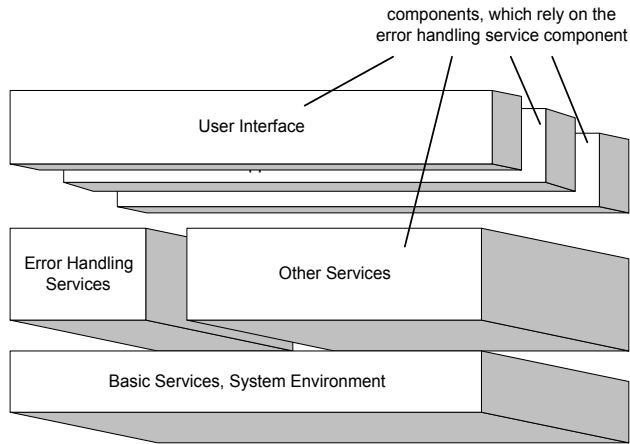 components, which rely on the
error handling service component
User Interface
Error Handling
Services
Other Services
Basic Services, System Environment